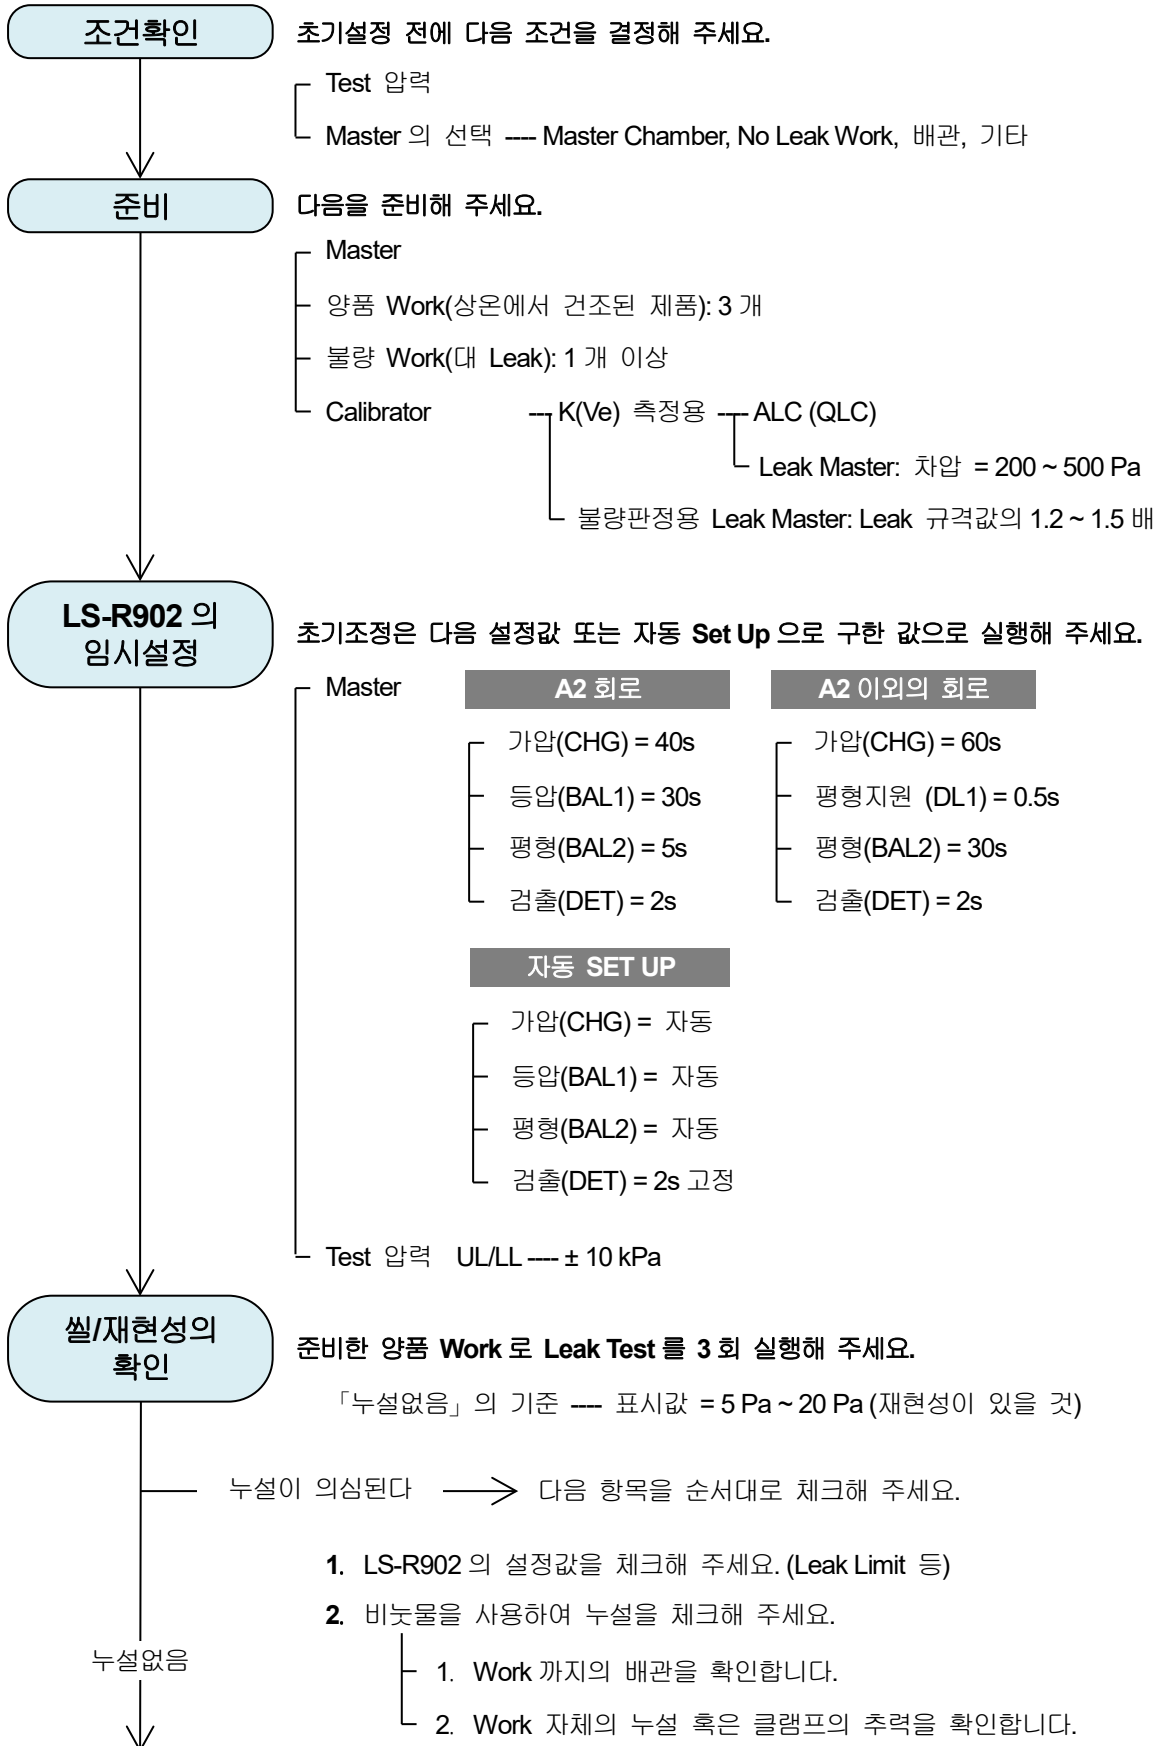 조건확인
초기설정 전에 다음 조건을 결정해 주세요.
Test 압력
Master 의 선택 ---- Master Chamber, No Leak Work, 배관, 기타
준비
다음을 준비해 주세요.
Master
양품 Work(상온에서 건조된 제품): 3 개
불량 Work(대 Leak): 1 개 이상
Calibrator --- K(Ve) 측정용 ---- ALC (QLC)
Leak Master: 차압 = 200 ~ 500 Pa
불량판정용 Leak Master: Leak 규격값의 1.2 ~ 1.5 배
LS-R902 의
임시설정
초기조정은 다음 설정값 또는 자동 Set Up 으로 구한 값으로 실행해 주세요.
Master
A2 회로
가압(CHG) = 40s
등압(BAL1) = 30s
평형(BAL2) = 5s
검출(DET) = 2s
A2 이외의 회로
가압(CHG) = 60s
평형지원 (DL1) = 0.5s
평형(BAL2) = 30s
검출(DET) = 2s
자동 SET UP
가압(CHG) = 자동
등압(BAL1) = 자동
평형(BAL2) = 자동
검출(DET) = 2s 고정
Test 압력 UL/LL ---- ± 10 kPa
씰/재현성의
확인
준비한 양품 Work 로 Leak Test 를 3 회 실행해 주세요.
「누설없음」의 기준 ---- 표시값 = 5 Pa ~ 20 Pa (재현성이 있을 것)
누설이 의심된다
다음 항목을 순서대로 체크해 주세요.
1. LS-R902 의 설정값을 체크해 주세요. (Leak Limit 등)
2. 비눗물을 사용하여 누설을 체크해 주세요.
1. Work 까지의 배관을 확인합니다.
2. Work 자체의 누설 혹은 클램프의 추력을 확인합니다.
누설없음